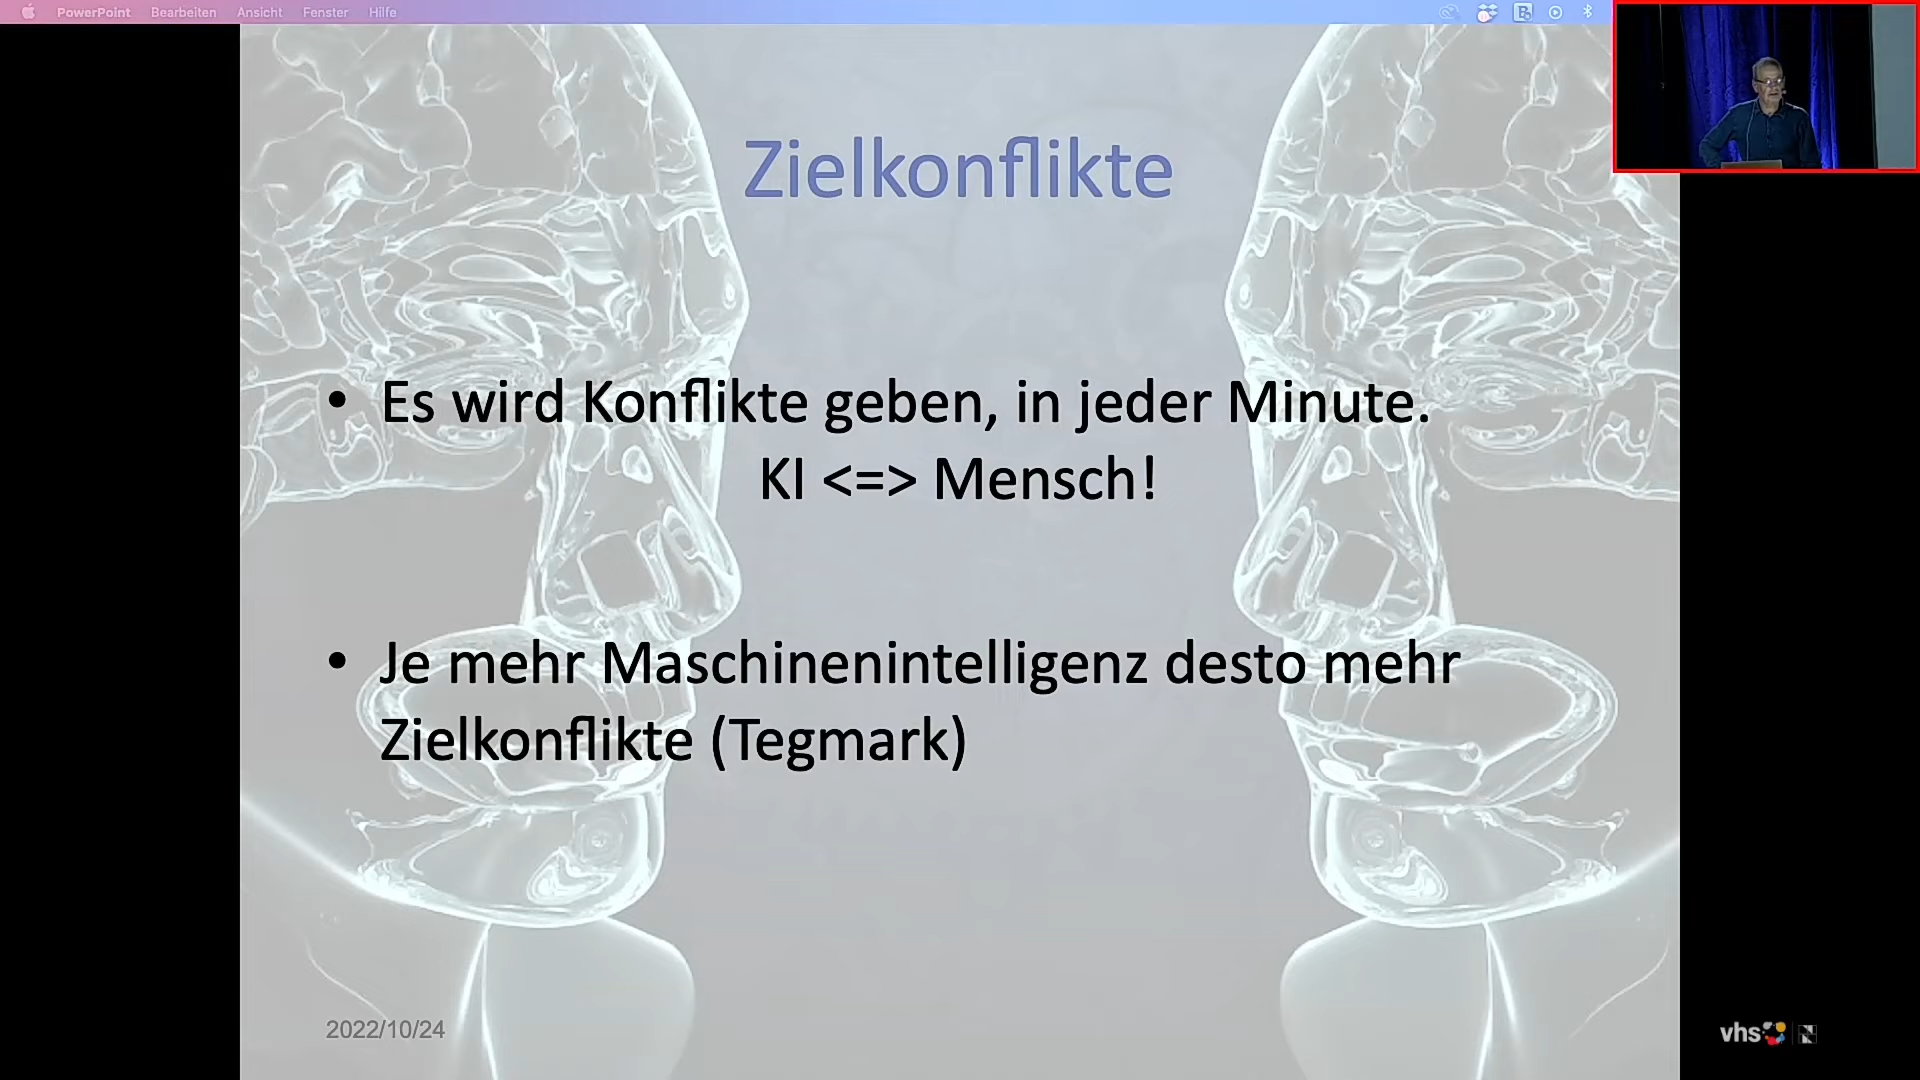 PowerPoint Bearbeiten Ansicht Fenster Hilfe
Zielkonflikte
• Es wird Konflikte geben, in jeder Minute.
KI <=> Mensch!
• Je mehr Maschinenintelligenz desto mehr
Zielkonflikte (Tegmark)
2022/10/24
vhs